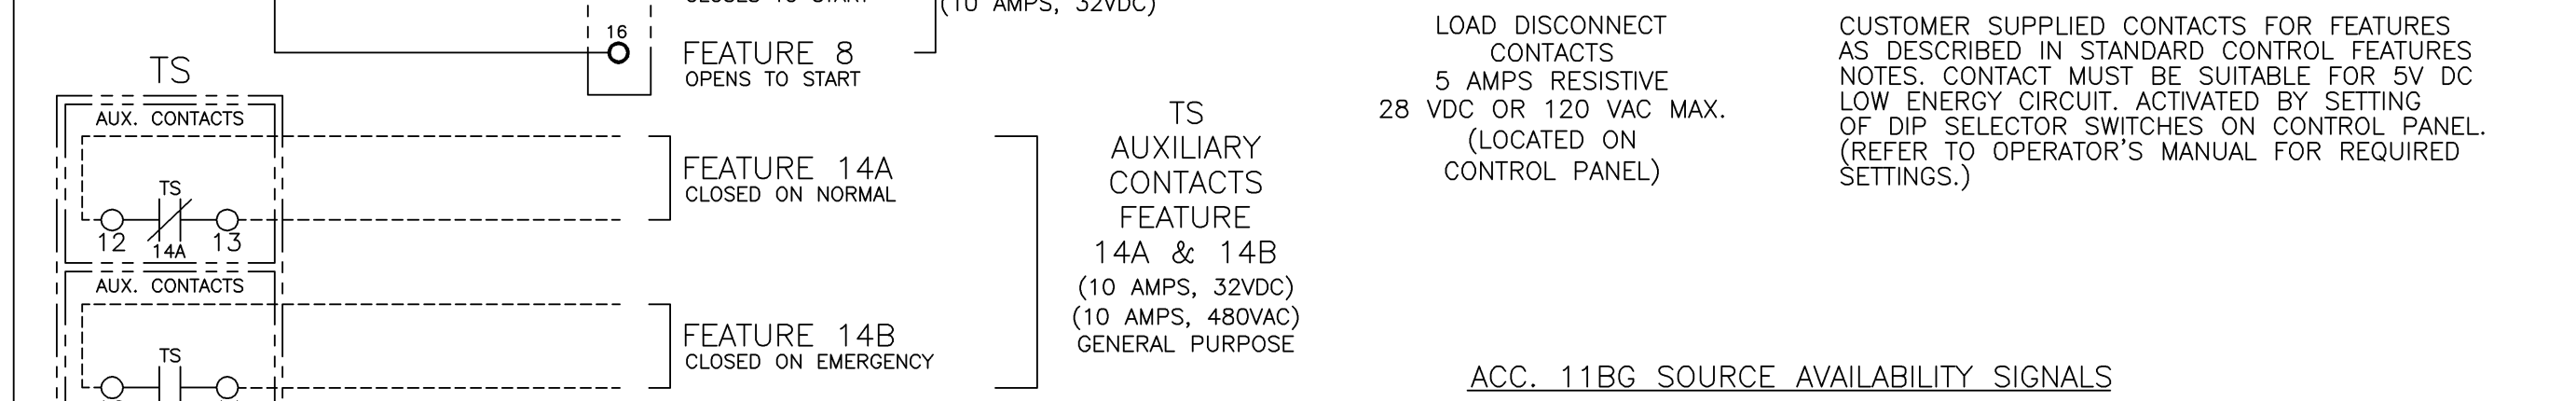 (10 AMPS, 32VDC)
16
FEATURE 8
OPENS TO START
TS
AUX. CONTACTS
FEATURE 14A
CLOSED ON NORMAL
TS
12
14A
13
AUX. CONTACTS
FEATURE 14B
CLOSED ON EMERGENCY
TS
TS
AUXILIARY
CONTACTS
FEATURE
14A & 14B
(10 AMPS, 32VDC)
(10 AMPS, 480VAC)
GENERAL PURPOSE
LOAD DISCONNECT
CONTACTS
5 AMPS RESISTIVE
28 VDC OR 120 VAC MAX.
(LOCATED ON
CONTROL PANEL)
CUSTOMER SUPPLIED CONTACTS FOR FEATURES
AS DESCRIBED IN STANDARD CONTROL FEATURES
NOTES. CONTACT MUST BE SUITABLE FOR 5V DC
LOW ENERGY CIRCUIT. ACTIVATED BY SETTING
OF DIP SELECTOR SWITCHES ON CONTROL PANEL.
(REFER TO OPERATOR'S MANUAL FOR REQUIRED
SETTINGS.)
ACC. 11BG SOURCE AVAILABILITY SIGNALS